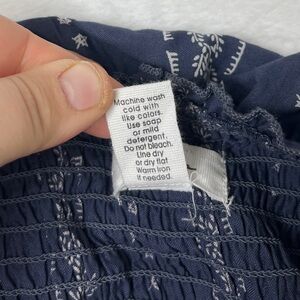 Machine wash
cold with
like colors.
Use soap
or mild
detergent.
Do not bleach.
Line dry
or dry flat
Warm Iron
if needed.